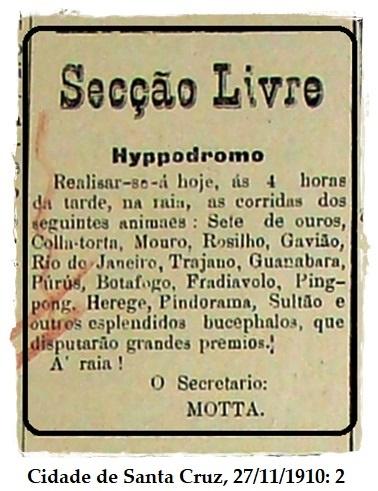 Secção Livre
Hyppodromo
Realisar-se-á hoje, ás 4 horas
da tarde, na raia, as corridas dos
seguintes animaes : Sete de ouros,
Colla-torta, Mouro, Rosilho, Gavião,
Rio de Janeiro, Trajano, Guanabara,
Púrús, Botafogo, Fradiavolo, Ping-
pong, Herege, Pindorama, Sultão e
outros esplendidos bucephalos, que
disputarão grandes premios.!
A' raia !
O Secretario:
MOTTA.
Cidade de Santa Cruz, 27/11/1910: 2